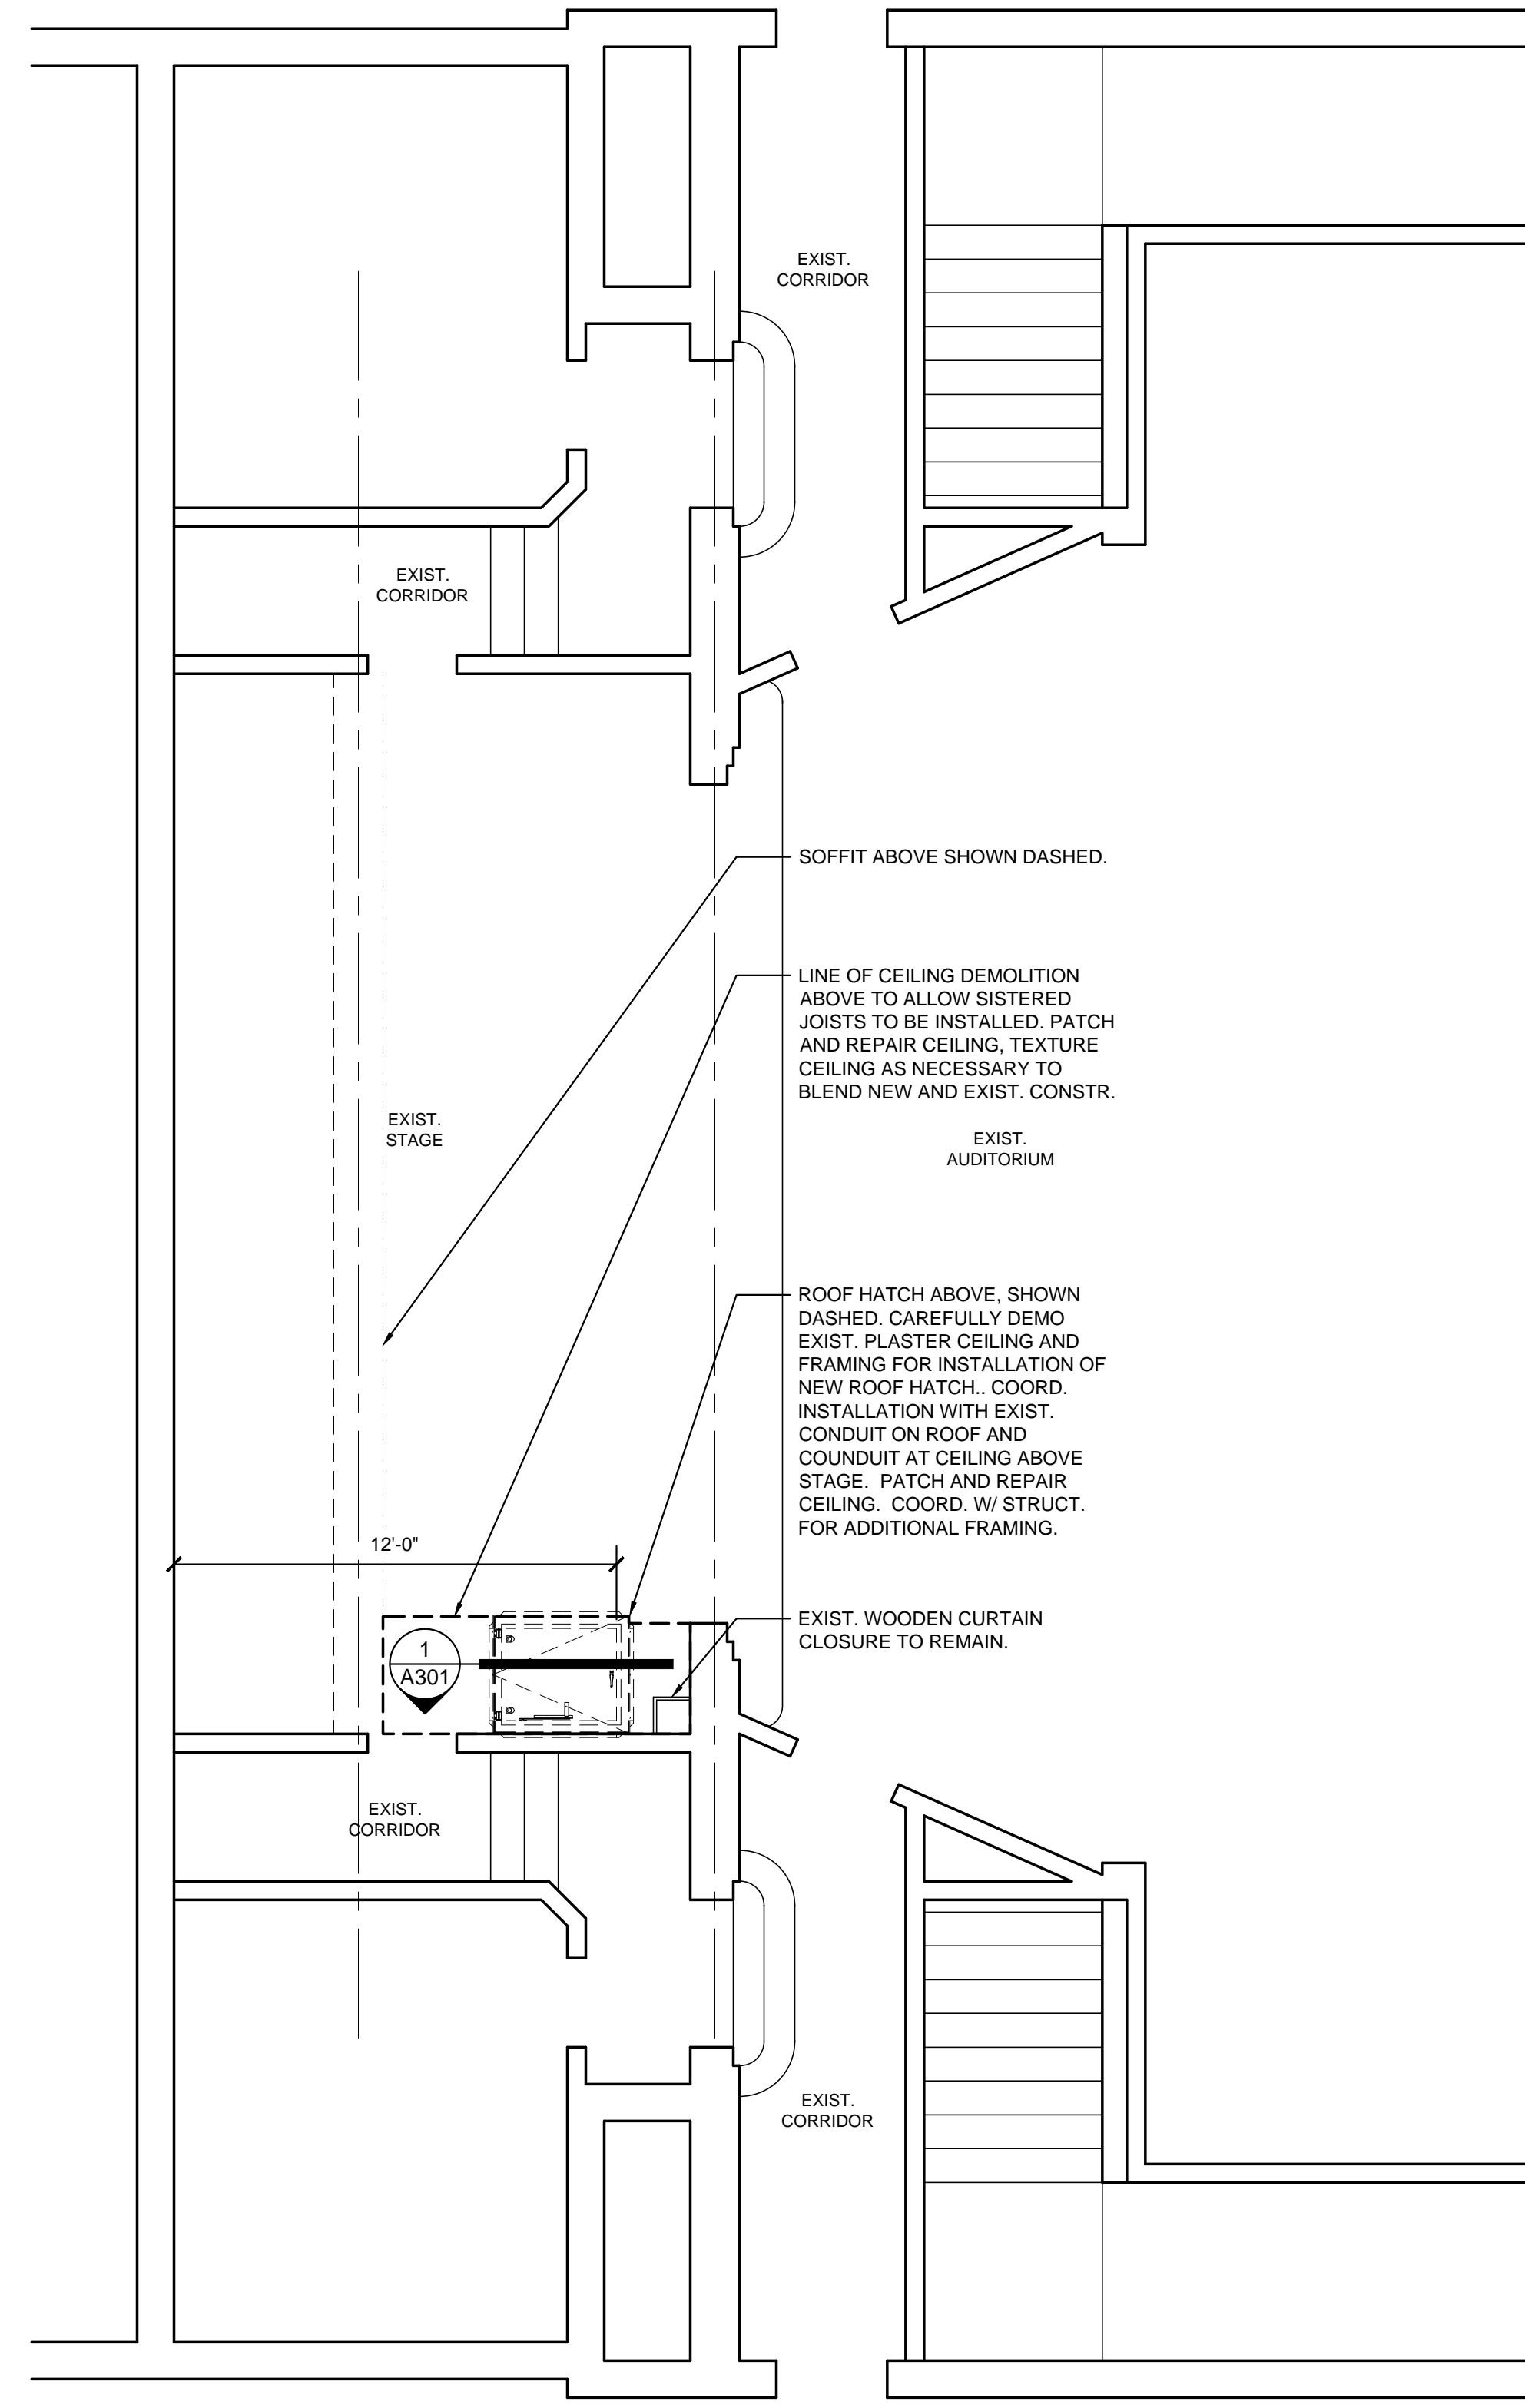 EXIST.
CORRIDOR
EXIST.
CORRIDOR
SOFFIT ABOVE SHOWN DASHED.
LINE OF CEILING DEMOLITION
ABOVE TO ALLOW SISTERED
JOISTS TO BE INSTALLED. PATCH
AND REPAIR CEILING, TEXTURE
CEILING AS NECESSARY TO
BLEND NEW AND EXIST. CONSTR.
EXIST.
STAGE
EXIST.
AUDITORIUM
ROOF HATCH ABOVE, SHOWN
DASHED. CAREFULLY DEMO
EXIST. PLASTER CEILING AND
FRAMING FOR INSTALLATION OF
NEW ROOF HATCH.. COORD.
INSTALLATION WITH EXIST.
CONDUIT ON ROOF AND
COUNDUIT AT CEILING ABOVE
STAGE. PATCH AND REPAIR
CEILING. COORD. W/ STRUCT.
FOR ADDITIONAL FRAMING.
12'-0"
EXIST. WOODEN CURTAIN
CLOSURE TO REMAIN.
1
A301
EXIST.
CORRIDOR
EXIST.
CORRIDOR